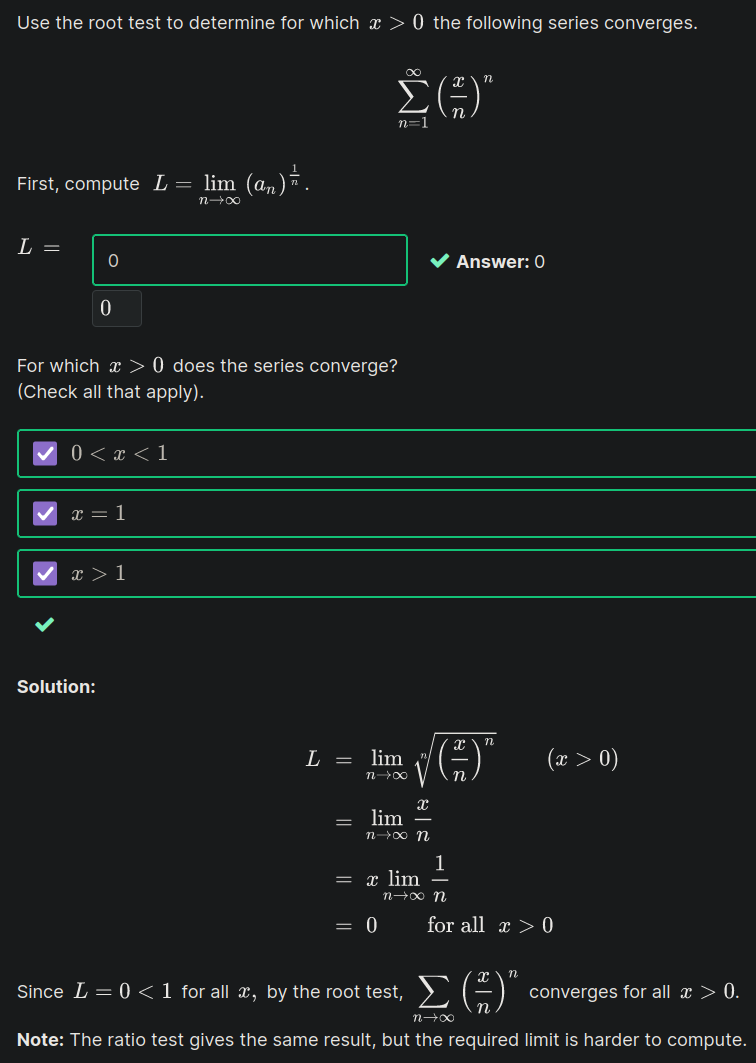 Use the root test to determine for which $x > 0$ the following series converges.
$\sum_{n=1}^{\infty} \left(\frac{x}{n}\right)^n$
First, compute $L = \lim_{n \to \infty} (a_n)^{\frac{1}{n}}$.
$L =$ 0 Answer: 0
0
For which $x > 0$ does the series converge?
(Check all that apply).
$0 < x < 1$
$x = 1$
$x > 1$
Solution:
$L = \lim_{n \to \infty} \sqrt[n]{\left(\frac{x}{n}\right)^n} \quad (x > 0)$
$= \lim_{n \to \infty} \frac{x}{n}$
$= x \lim_{n \to \infty} \frac{1}{n}$
$= 0 \quad \text{for all } x > 0$
Since $L = 0 < 1$ for all $x,$ by the root test, $\sum_{n \to \infty} \left(\frac{x}{n}\right)^n$ converges for all $x > 0.$
Note: The ratio test gives the same result, but the required limit is harder to compute.